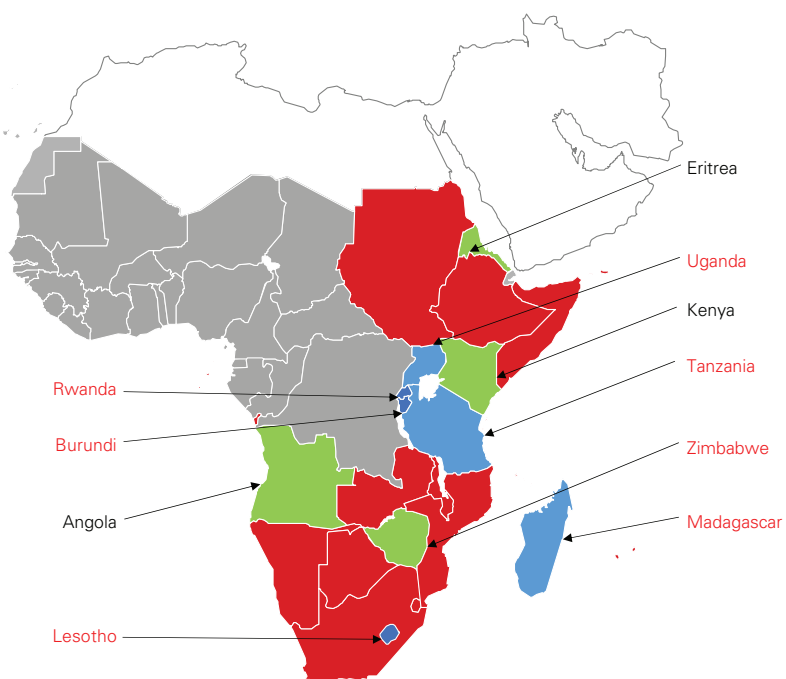 Eritrea
Uganda
Kenya
Tanzania
Rwanda
Burundi
Zimbabwe
Angola
Madagascar
Lesotho